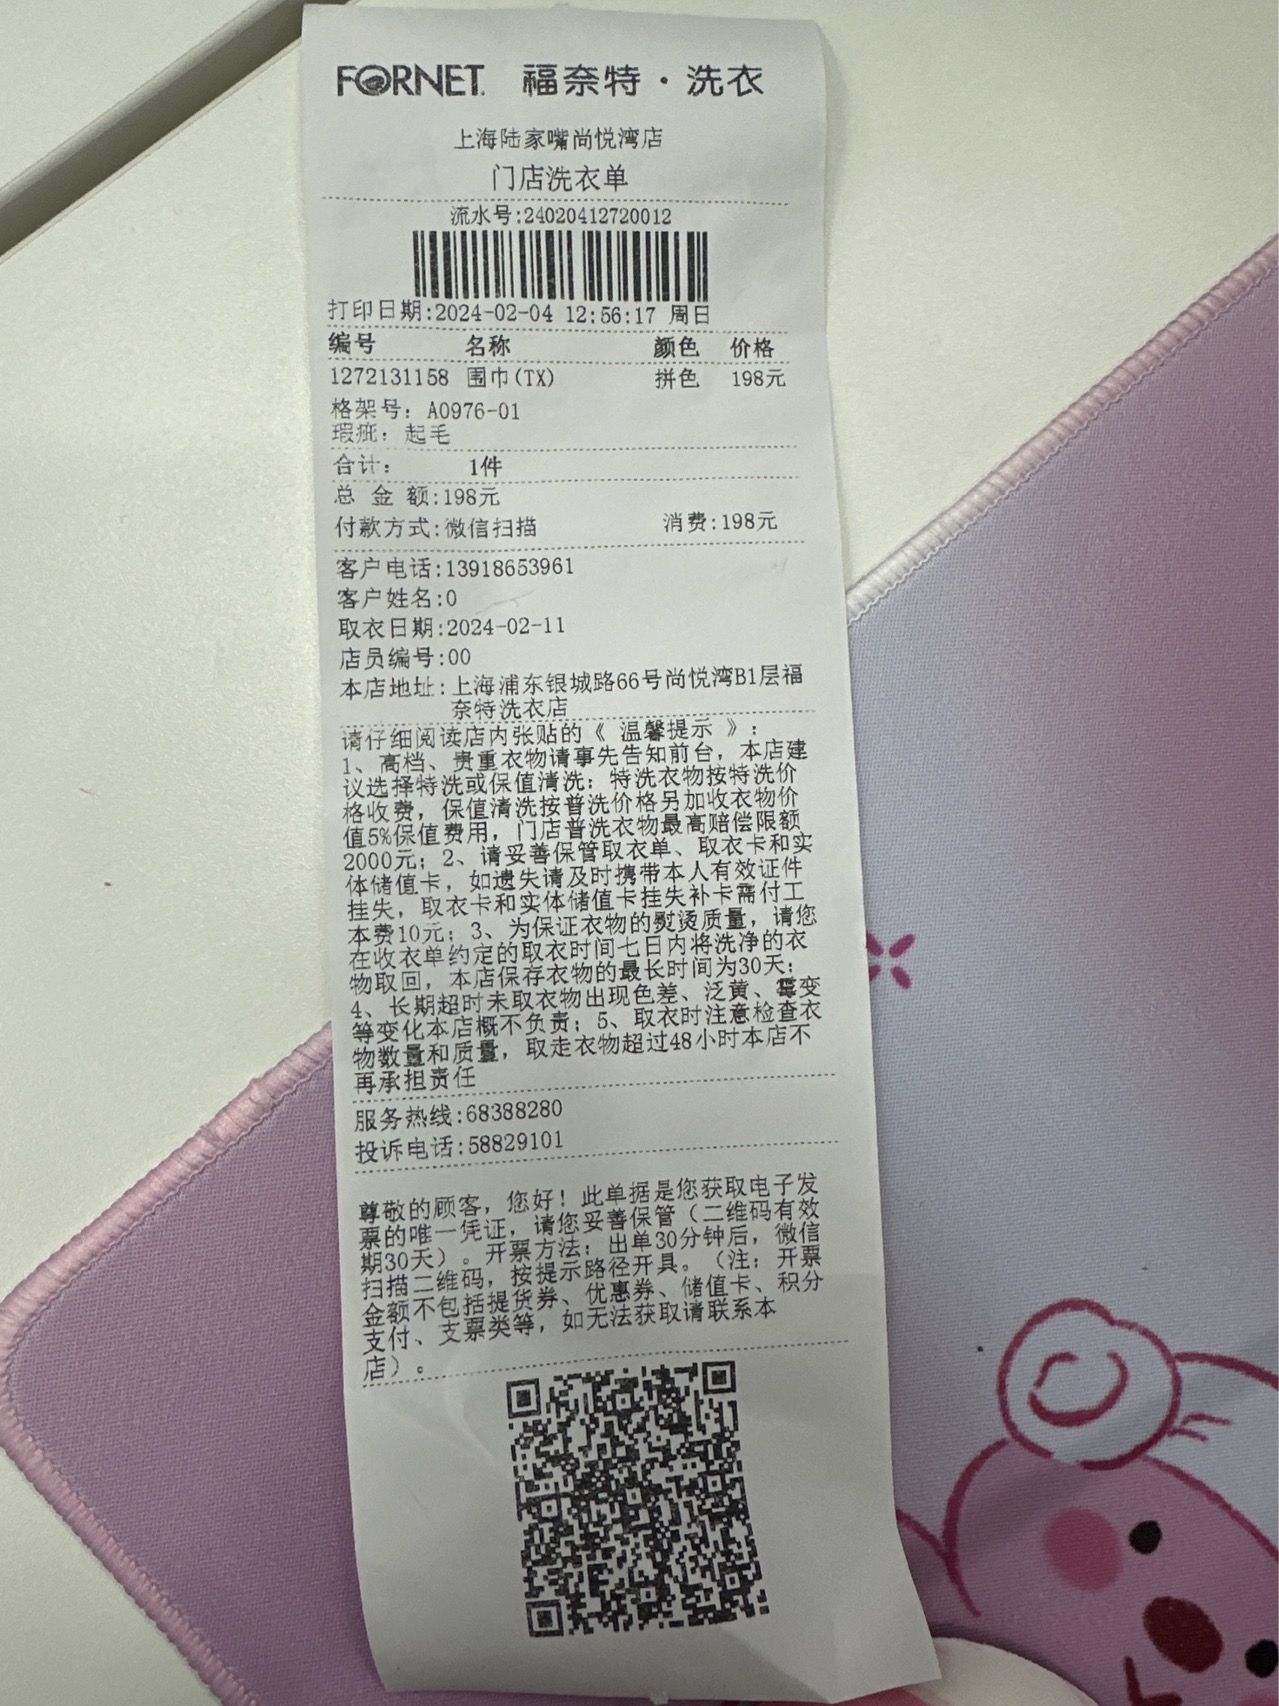 FORNET 福奈特·洗衣
上海陆家嘴尚悦湾店
门店洗衣单
流水号:24020412720012
打印日期:2024-02-04 12:56:17 周日
编号 名称 颜色 价格
1272131158 围巾(TX) 拼色 198元
格架号: A0976-01
瑕疵: 起毛
合计: 1件
总 金 额:198元
付款方式:微信扫描 消费:198元
客户电话:13918653961
客户姓名:0
取衣日期:2024-02-11
店员编号:00
本店地址:上海浦东银城路66号尚悦湾B1层福
奈特洗衣店
请仔细阅读店内张贴的《 温馨提示 》:
1、高档、贵重衣物请事先告知前台,本店建
议选择特洗或保值清洗;特洗衣物按特洗价
格收费,保值清洗按普洗价格另加收衣物价
值5%保值费用,门店普洗衣物最高赔偿限额
2000元;2、请妥善保管取衣单、取衣卡和实
体储值卡,如遗失请及时携带本人有效证件
挂失,取衣卡和实体储值卡挂失补卡需付工
本费10元;3、为保证衣物的熨烫质量,请您
在收衣单约定的取衣时间七日内将洗净的衣
物取回,本店保存衣物的最长时间为30天;
4、长期超时未取衣物出现色差、泛黄、霉变
等变化本店概不负责;5、取衣时注意检查衣
物数量和质量,取走衣物超过48小时本店不
再承担责任
服务热线:68388280
投诉电话:58829101
尊敬的顾客,您好!此单据是您获取电子发
票的唯一凭证,请您妥善保管(二维码有效
期30天)。开票方法:出单30分钟后,微信
扫描二维码,按提示路径开具。(注:开票
金额不包括提货券、优惠券、储值卡、积分
支付、支票类等,如无法获取请联系本
店)。